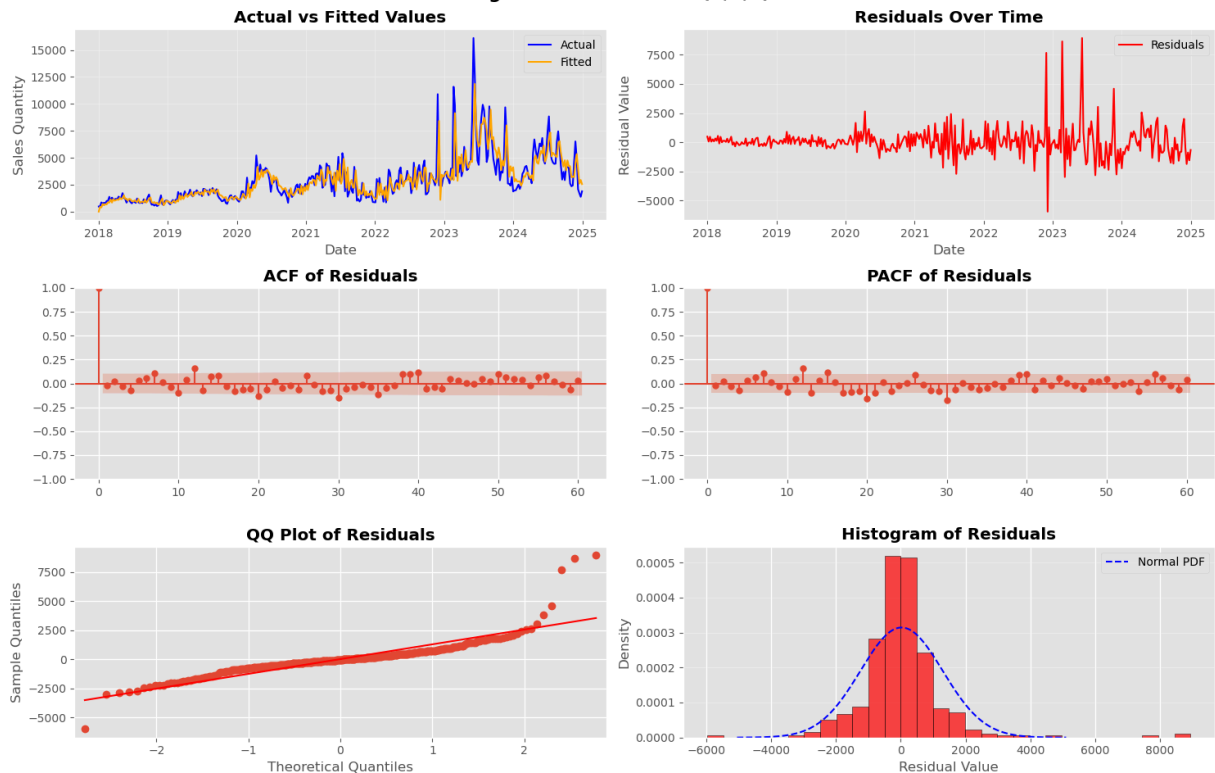 Actual vs Fitted Values
Sales Quantity
15000
12500
10000
7500
5000
2500
0
Actual
Fitted
2018 2019 2020 2021 2022 2023 2024 2025
Date
Residuals Over Time
Residual Value
7500
5000
2500
0
−2500
−5000
Residuals
2018 2019 2020 2021 2022 2023 2024 2025
Date
ACF of Residuals
1.00
0.75
0.50
0.25
0.00
−0.25
−0.50
−0.75
−1.00
0 10 20 30 40 50 60
PACF of Residuals
1.00
0.75
0.50
0.25
0.00
−0.25
−0.50
−0.75
−1.00
0 10 20 30 40 50 60
QQ Plot of Residuals
Sample Quantiles
7500
5000
2500
0
−2500
−5000
−2 −1 0 1 2
Theoretical Quantiles
Histogram of Residuals
Density
0.0005
0.0004
0.0003
0.0002
0.0001
0.0000
Normal PDF
−6000 −4000 −2000 0 2000 4000 6000 8000
Residual Value